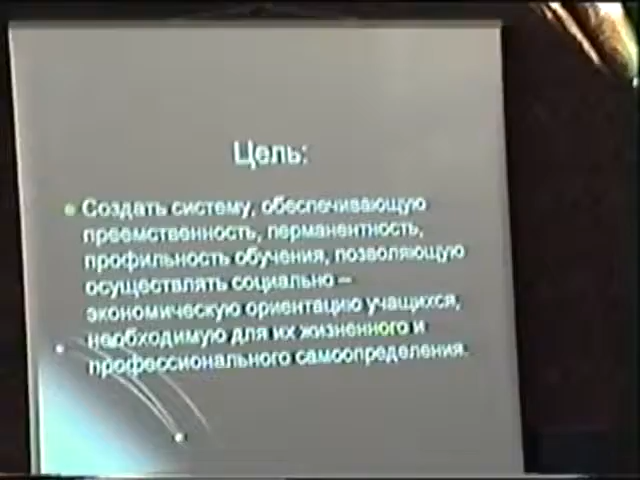 Цель:
Создать систему, обеспечивающую
преемственность, перманентность,
профильность обучения, позволяющую
осуществлять социально –
экономическую ориентацию учащихся,
необходимую для их жизненного и
профессионального самоопределения.